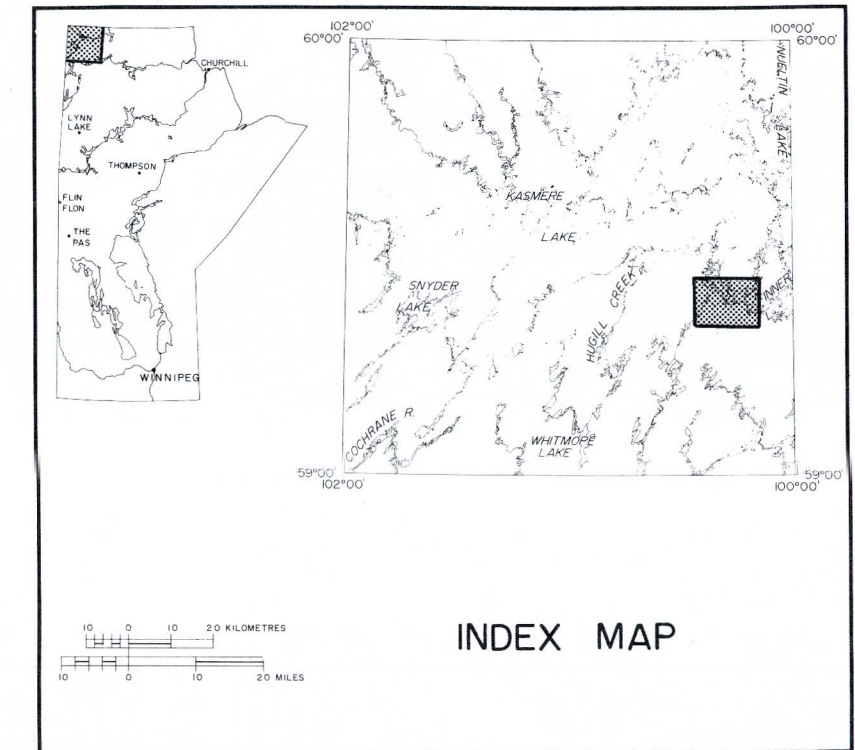 CHURCHILL
LYNN
LAKE
THOMPSON
FLIN
FLON
THE
PAS
WINNIPEG
102°00'
60°00'
100°00'
60°00'
NUELTIN LAKE
KASMERE
LAKE
SNYDER
LAKE
HUGILL CREEK
INNER
COCHRANE R.
WHITMORE
LAKE
59°00'
102°00'
59°00'
100°00'
10 0 10 20 KILOMETRES
10 0 10 20 MILES
INDEX MAP